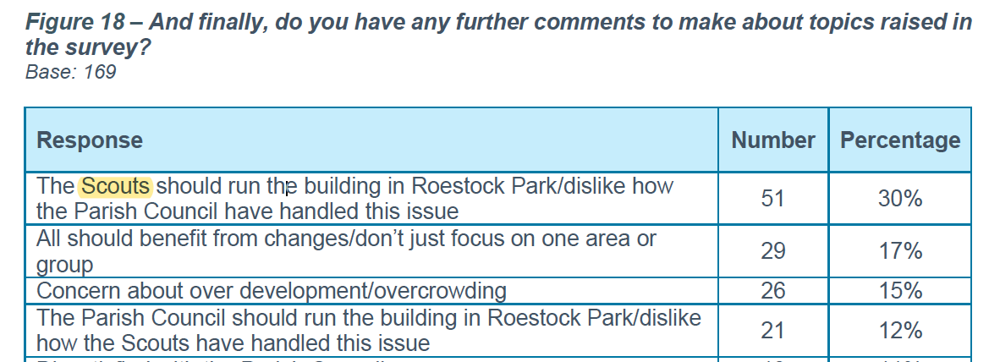 Figure 18 – And finally, do you have any further comments to make about topics raised in
the survey?
Base: 169
Response Number Percentage
The Scouts should run the building in Roestock Park/dislike how
the Parish Council have handled this issue
51 30%
All should benefit from changes/don’t just focus on one area or
group
29 17%
Concern about over development/overcrowding 26 15%
The Parish Council should run the building in Roestock Park/dislike
how the Scouts have handled this issue
21 12%